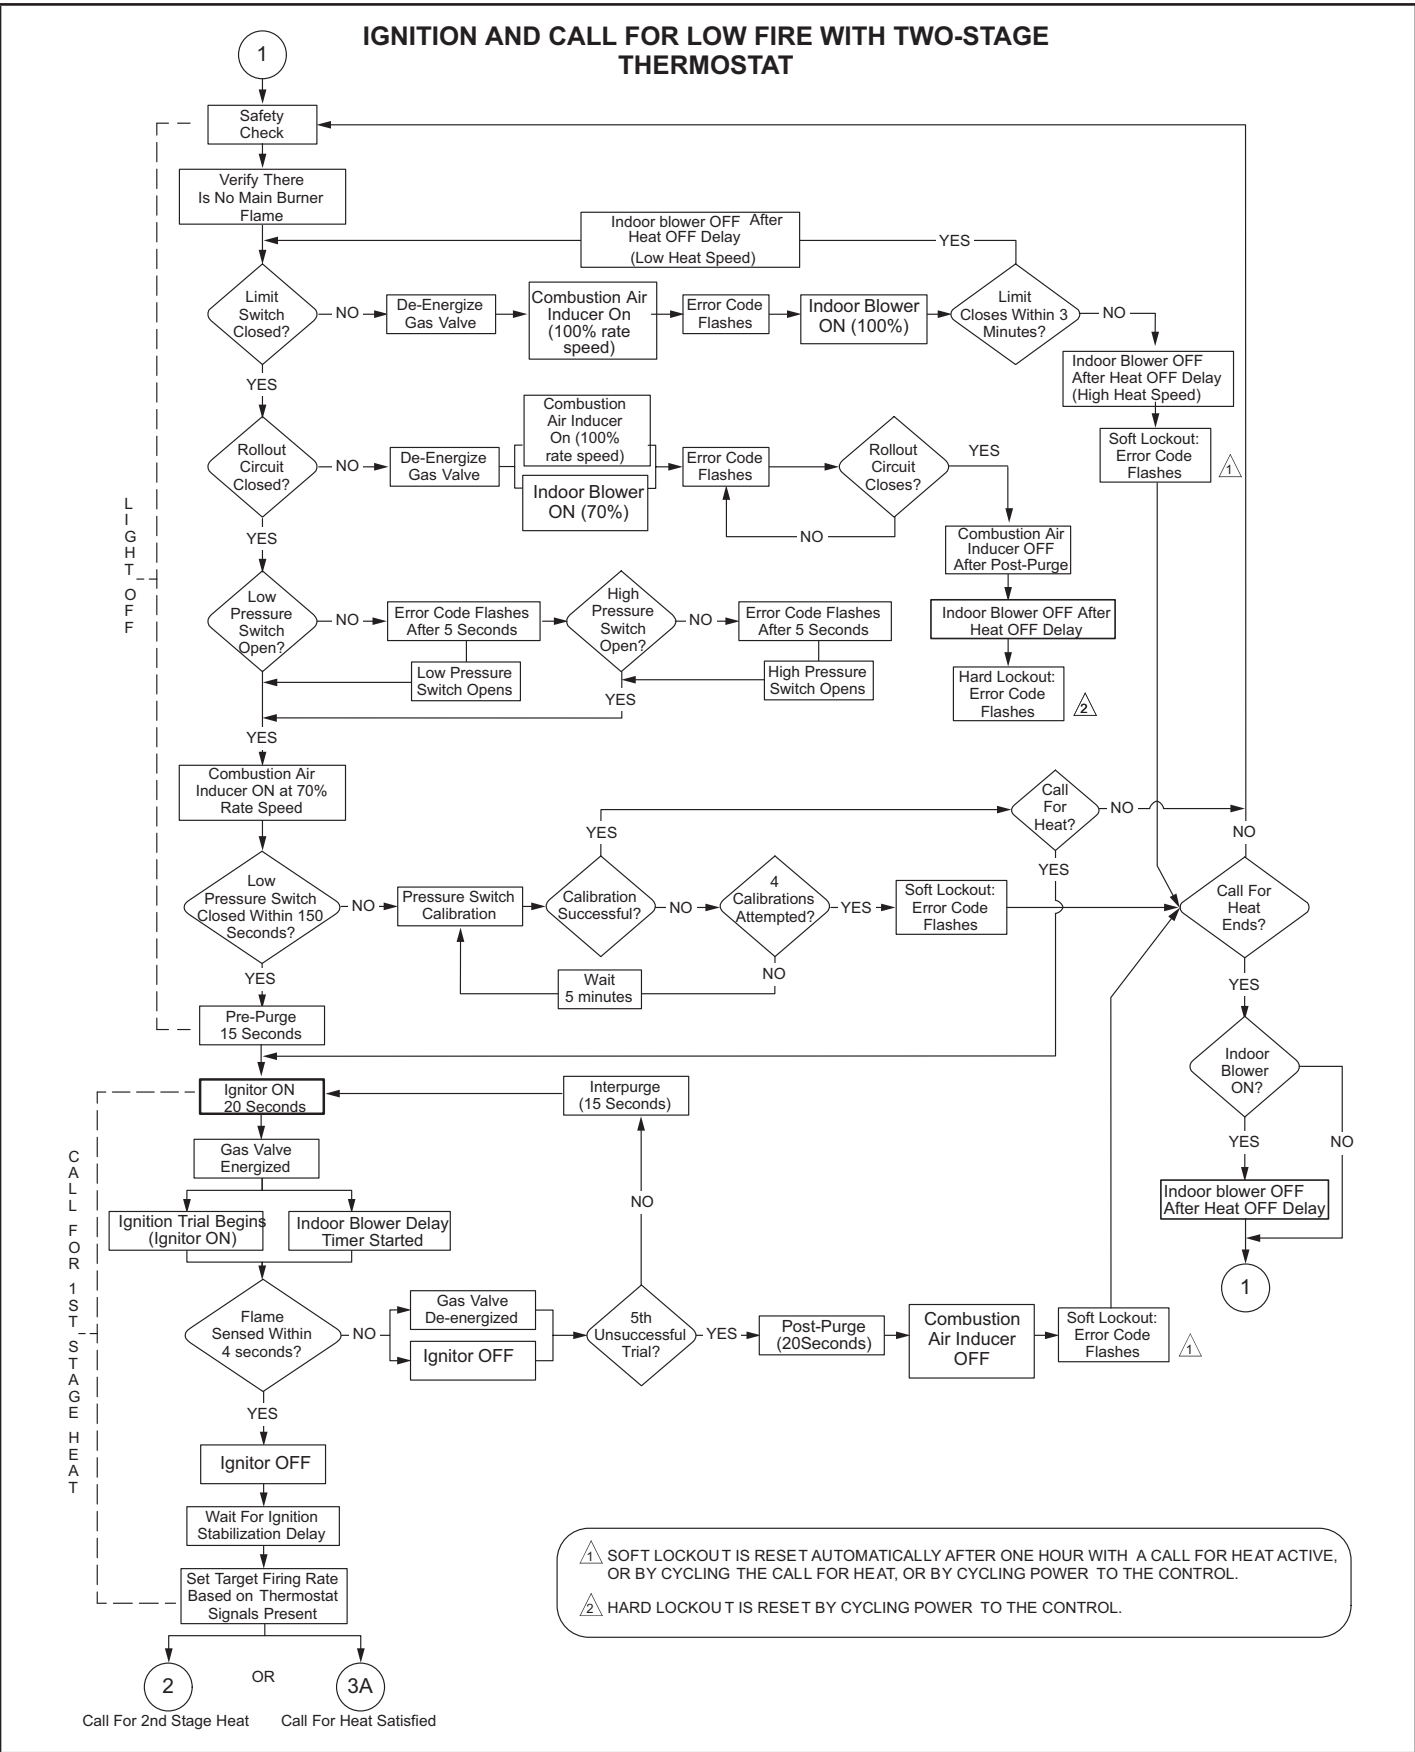 IGNITION AND CALL FOR LOW FIRE WITH TWO-STAGE
THERMOSTAT
1
Safety
Check
Verify There
Is No Main Burner
Flame
Indoor blower OFF After
Heat OFF Delay
(Low Heat Speed)
YES
Limit
Switch
Closed?
NO
De-Energize
Gas Valve
Combustion Air
Inducer On
(100% rate
speed)
Error Code
Flashes
Indoor Blower
ON (100%)
Limit
Closes Within 3
Minutes?
NO
Indoor Blower OFF
After Heat OFF Delay
(High Heat Speed)
Soft Lockout:
Error Code
Flashes
1
YES
Rollout
Circuit
Closed?
NO
De-Energize
Gas Valve
Combustion
Air Inducer
On (100%
rate speed)
Indoor Blower
ON (70%)
Error Code
Flashes
Rollout
Circuit
Closes?
YES
NO
Combustion Air
Inducer OFF
After Post-Purge
Indoor Blower OFF After
Heat OFF Delay
Hard Lockout:
Error Code
Flashes
2
LIGHT OFF
YES
Low
Pressure
Switch
Open?
NO
Error Code Flashes
After 5 Seconds
Low Pressure
Switch Opens
High
Pressure
Switch
Open?
NO
Error Code Flashes
After 5 Seconds
High Pressure
Switch Opens
YES
YES
Combustion Air
Inducer ON at 70%
Rate Speed
Low
Pressure Switch
Closed Within 150
Seconds?
NO
Pressure Switch
Calibration
Calibration
Successful?
YES
NO
4
Calibrations
Attempted?
YES
NO
Wait
5 minutes
Soft Lockout:
Error Code
Flashes
Call
For
Heat?
NO
YES
NO
Call For
Heat
Ends?
YES
Indoor
Blower
ON?
YES
NO
Indoor blower OFF
After Heat OFF Delay
1
YES
Pre-Purge
15 Seconds
CALL FOR 1ST STAGE HEAT
Ignitor ON
20 Seconds
Interpurge
(15 Seconds)
Gas Valve
Energized
Ignition Trial Begins
(Ignitor ON)
Indoor Blower Delay
Timer Started
NO
Flame
Sensed Within
4 seconds?
NO
Gas Valve
De-energized
Ignitor OFF
5th
Unsuccessful
Trial?
YES
Post-Purge
(20Seconds)
Combustion
Air Inducer
OFF
Soft Lockout:
Error Code
Flashes
1
YES
Ignitor OFF
Wait For Ignition
Stabilization Delay
Set Target Firing Rate
Based on Thermostat
Signals Present
2
OR
3A
Call For 2nd Stage Heat
Call For Heat Satisfied
1 SOFT LOCKOUT IS RESET AUTOMATICALLY AFTER ONE HOUR WITH A CALL FOR HEAT ACTIVE,
OR BY CYCLING THE CALL FOR HEAT, OR BY CYCLING POWER TO THE CONTROL.
2 HARD LOCKOUT IS RESET BY CYCLING POWER TO THE CONTROL.